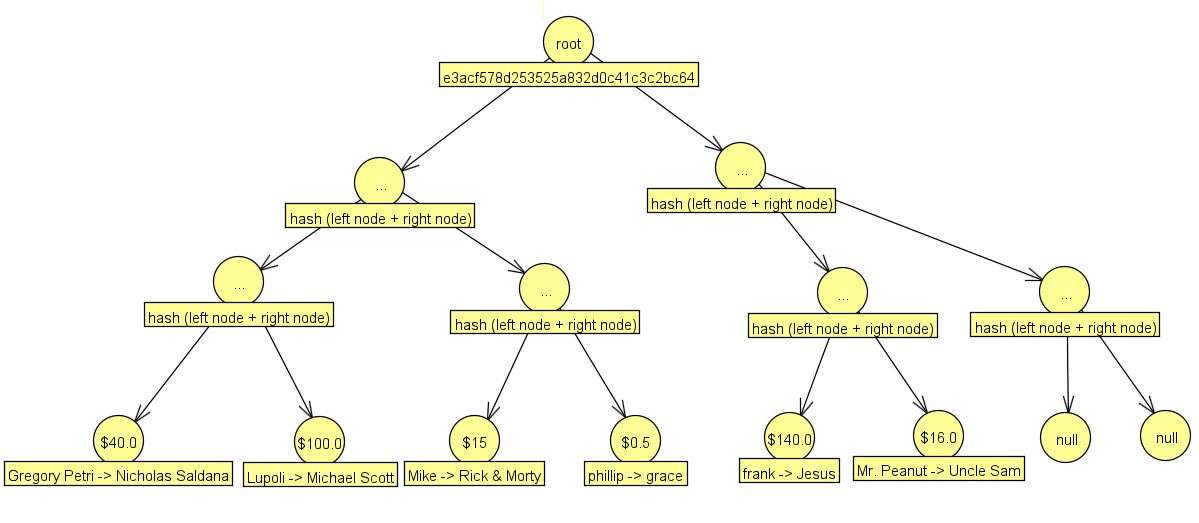 root
e3acf578d253525a832d0c41c3c2bc64
...
hash (left node + right node)
...
hash (left node + right node)
...
hash (left node + right node)
...
hash (left node + right node)
...
hash (left node + right node)
...
hash (left node + right node)
$40.0
Gregory Petri -> Nicholas Saldana
$100.0
Lupoli -> Michael Scott
$15
Mike -> Rick & Morty
$0.5
phillip -> grace
$140.0
frank -> Jesus
$16.0
Mr. Peanut -> Uncle Sam
null
null